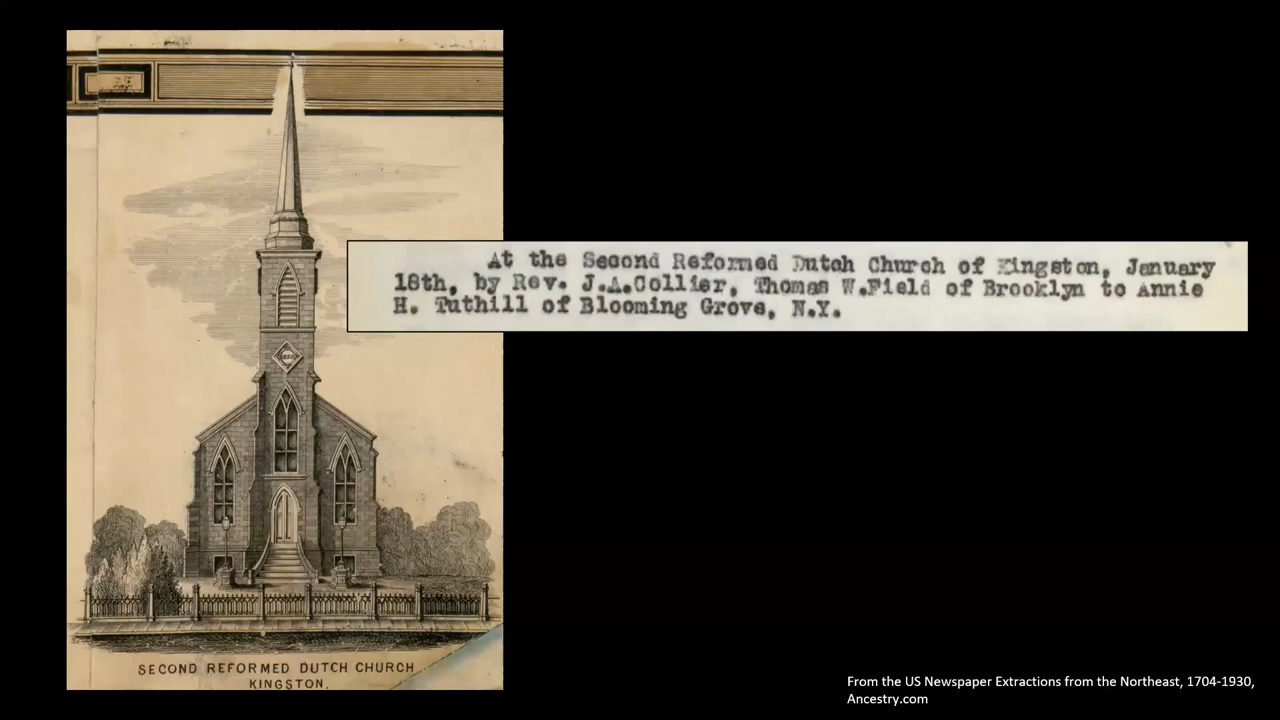 At the Second Reformed Dutch Church of Kingston, January
18th, by Rev. J.A.Collier, Thomas W.Field of Brooklyn to Annie
H. Tuthill of Blooming Grove, N.Y.
SECOND REFORMED DUTCH CHURCH
KINGSTON.
From the US Newspaper Extractions from the Northeast, 1704-1930,
Ancestry.com